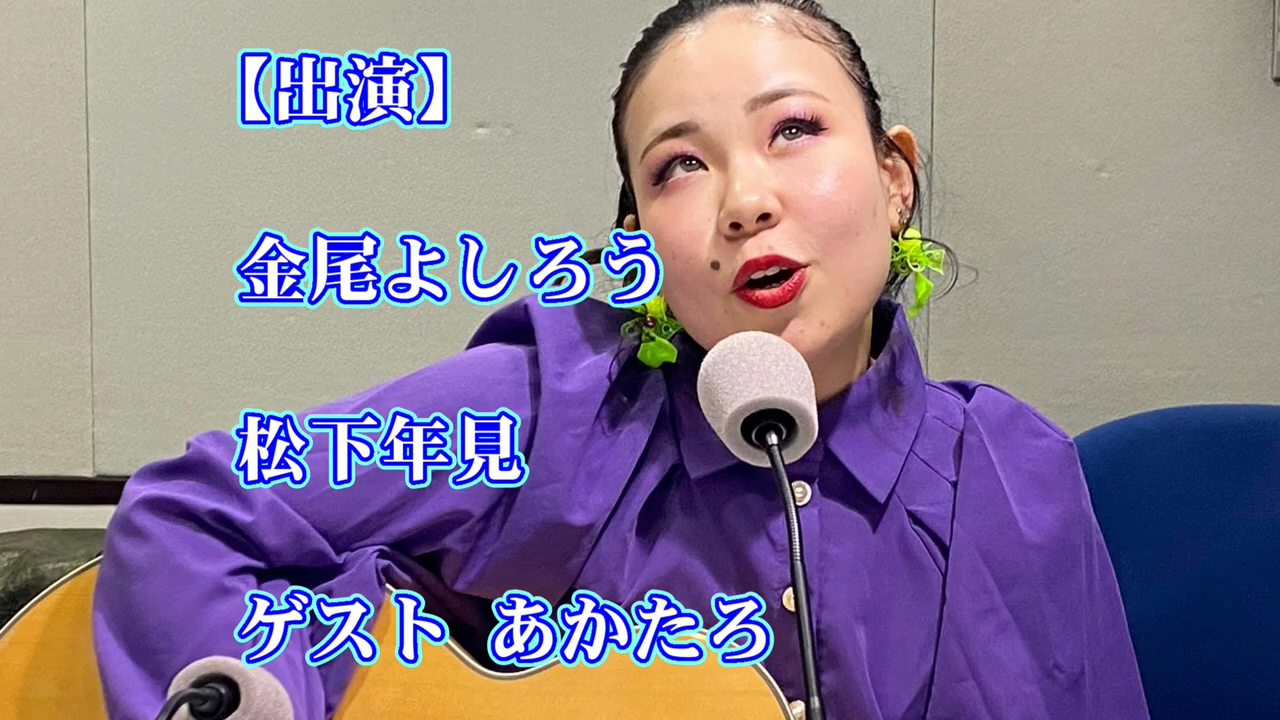 【出演】
金尾よしろう
松下年見
ゲスト あかたろ